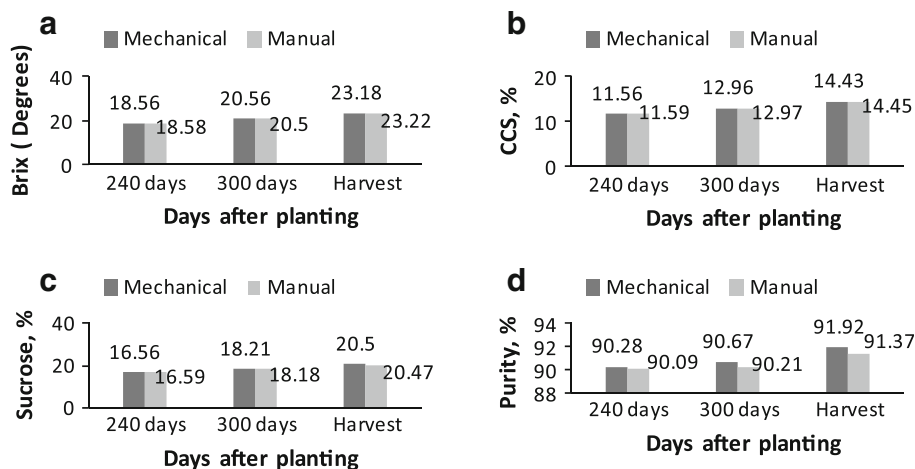 a
Mechanical Manual
Brix ( Degrees)
40
20
0
18.56 18.58
20.56 20.5
23.18 23.22
240 days 300 days Harvest
Days after planting
b
Mechanical Manual
CCS, %
20
10
0
11.56 11.59
12.96 12.97
14.43 14.45
240 days 300 days Harvest
Days after planting
c
Mechanical Manual
Sucrose, %
40
20
0
16.56 16.59
18.21 18.18
20.5 20.47
240 days 300 days Harvest
Days after planting
d
Mechanical Manual
Purity, %
94
92
90
88
90.28 90.09
90.67 90.21
91.92 91.37
240 days 300 days Harvest
Days after planting